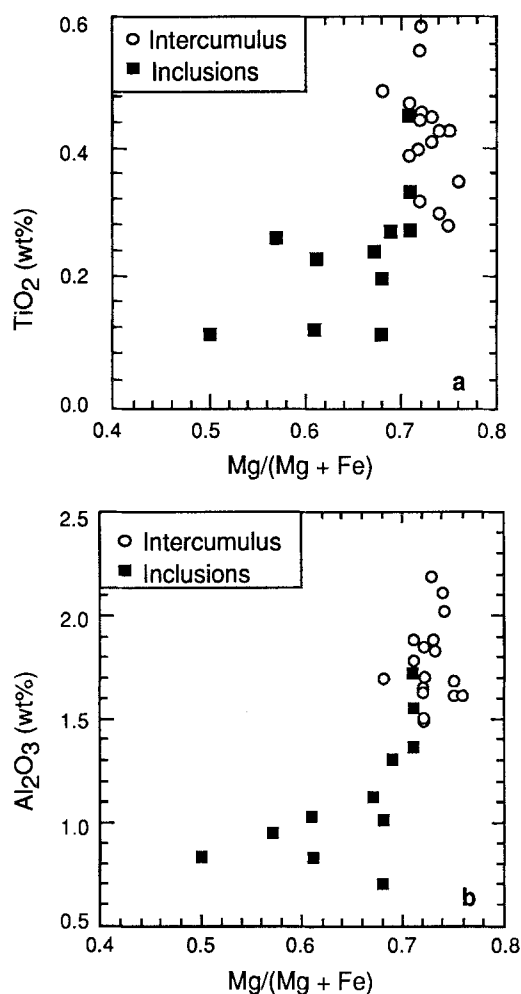 0.6
Intercumulus
Inclusions
0.4
TiO2 (wt%)
0.2
a
0.0
0.4 0.5 0.6 0.7 0.8
Mg/(Mg + Fe)
2.5
Intercumulus
Inclusions
2.0
Al2O3 (wt%)
1.5
1.0
b
0.5
0.4 0.5 0.6 0.7 0.8
Mg/(Mg + Fe)